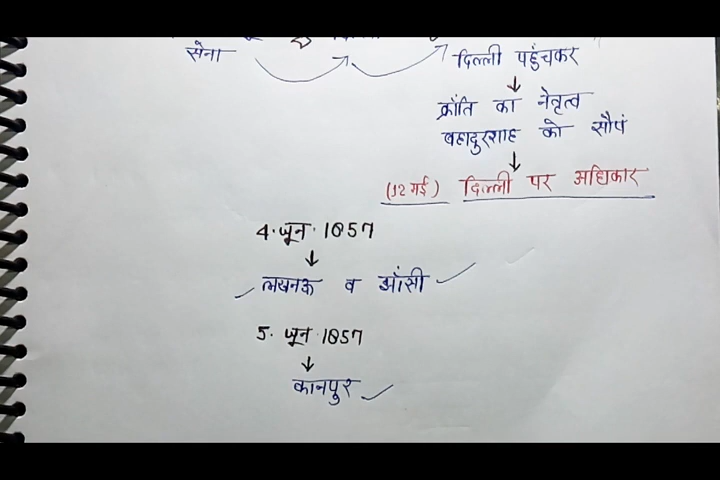 सेना
दिल्ली पहुंचकर
क्रांति का नेतृत्व
बहादुरशाह को सौपं
(12 मई) दिल्ली पर अधिकार
4. जून. 1857
लखनऊ व झाँसी
5. जून. 1857
कानपुर